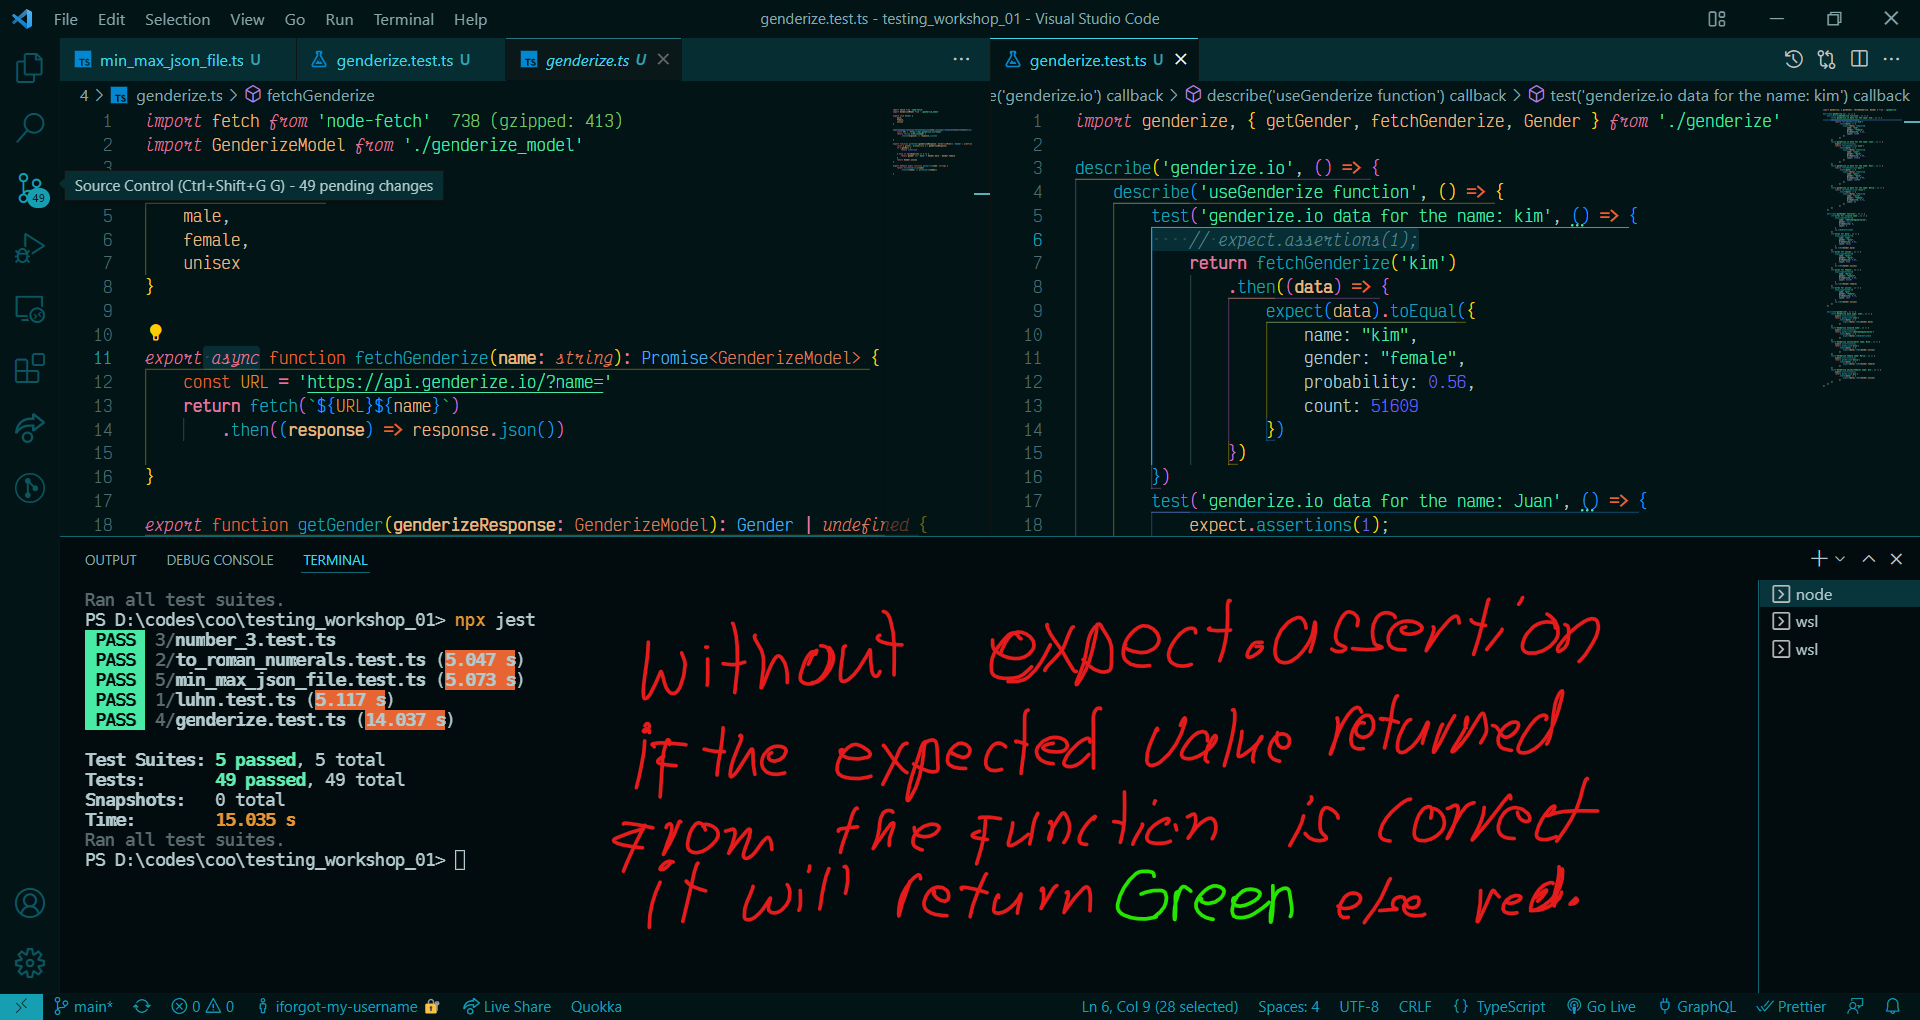 File Edit Selection View Go Run Terminal Help
genderize.test.ts - testing_workshop_01 - Visual Studio Code
TS min_max_json_file.ts U
genderize.test.ts U
TS genderize.ts U
4 > TS genderize.ts > fetchGenderize
1 import fetch from 'node-fetch' 738 (gzipped: 413)
2 import GenderizeModel from './genderize_model'
3
Source Control (Ctrl+Shift+G G) - 49 pending changes
49
5 male,
6 female,
7 unisex
8 }
9
10
11 export async function fetchGenderize(name: string): Promise<GenderizeModel> {
12 const URL = 'https://api.genderize.io/?name='
13 return fetch(`${URL}${name}`)
14 .then((response) => response.json())
15
16 }
17
18 export function getGender(genderizeResponse: GenderizeModel): Gender | undefined {
genderize.test.ts U
e('genderize.io') callback > describe('useGenderize function') callback > test('genderize.io data for the name: kim') callback
1 import genderize, { getGender, fetchGenderize, Gender } from './genderize'
2
3 describe('genderize.io', () => {
4 describe('useGenderize function', () => {
5 test('genderize.io data for the name: kim', () => {
6 // expect.assertions(1);
7 return fetchGenderize('kim')
8 .then((data) => {
9 expect(data).toEqual({
10 name: "kim",
11 gender: "female",
12 probability: 0.56,
13 count: 51609
14 })
15 })
16 })
17 test('genderize.io data for the name: Juan', () => {
18 expect.assertions(1);
OUTPUT DEBUG CONSOLE TERMINAL
Ran all test suites.
PS D:\codes\coo\testing_workshop_01> npx jest
PASS 3/number_3.test.ts
PASS 2/to_roman_numerals.test.ts (5.047 s)
PASS 5/min_max_json_file.test.ts (5.073 s)
PASS 1/luhn.test.ts (5.117 s)
PASS 4/genderize.test.ts (14.037 s)
Test Suites: 5 passed, 5 total
Tests: 49 passed, 49 total
Snapshots: 0 total
Time: 15.035 s
Ran all test suites.
PS D:\codes\coo\testing_workshop_01>
without expect.assertion
if the expected value returned
from the function is correct
it will return Green else red.
node
wsl
wsl
main* 0 0 iforgot-my-username Live Share Quokka
Ln 6, Col 9 (28 selected) Spaces: 4 UTF-8 CRLF {} TypeScript Go Live GraphQL Prettier